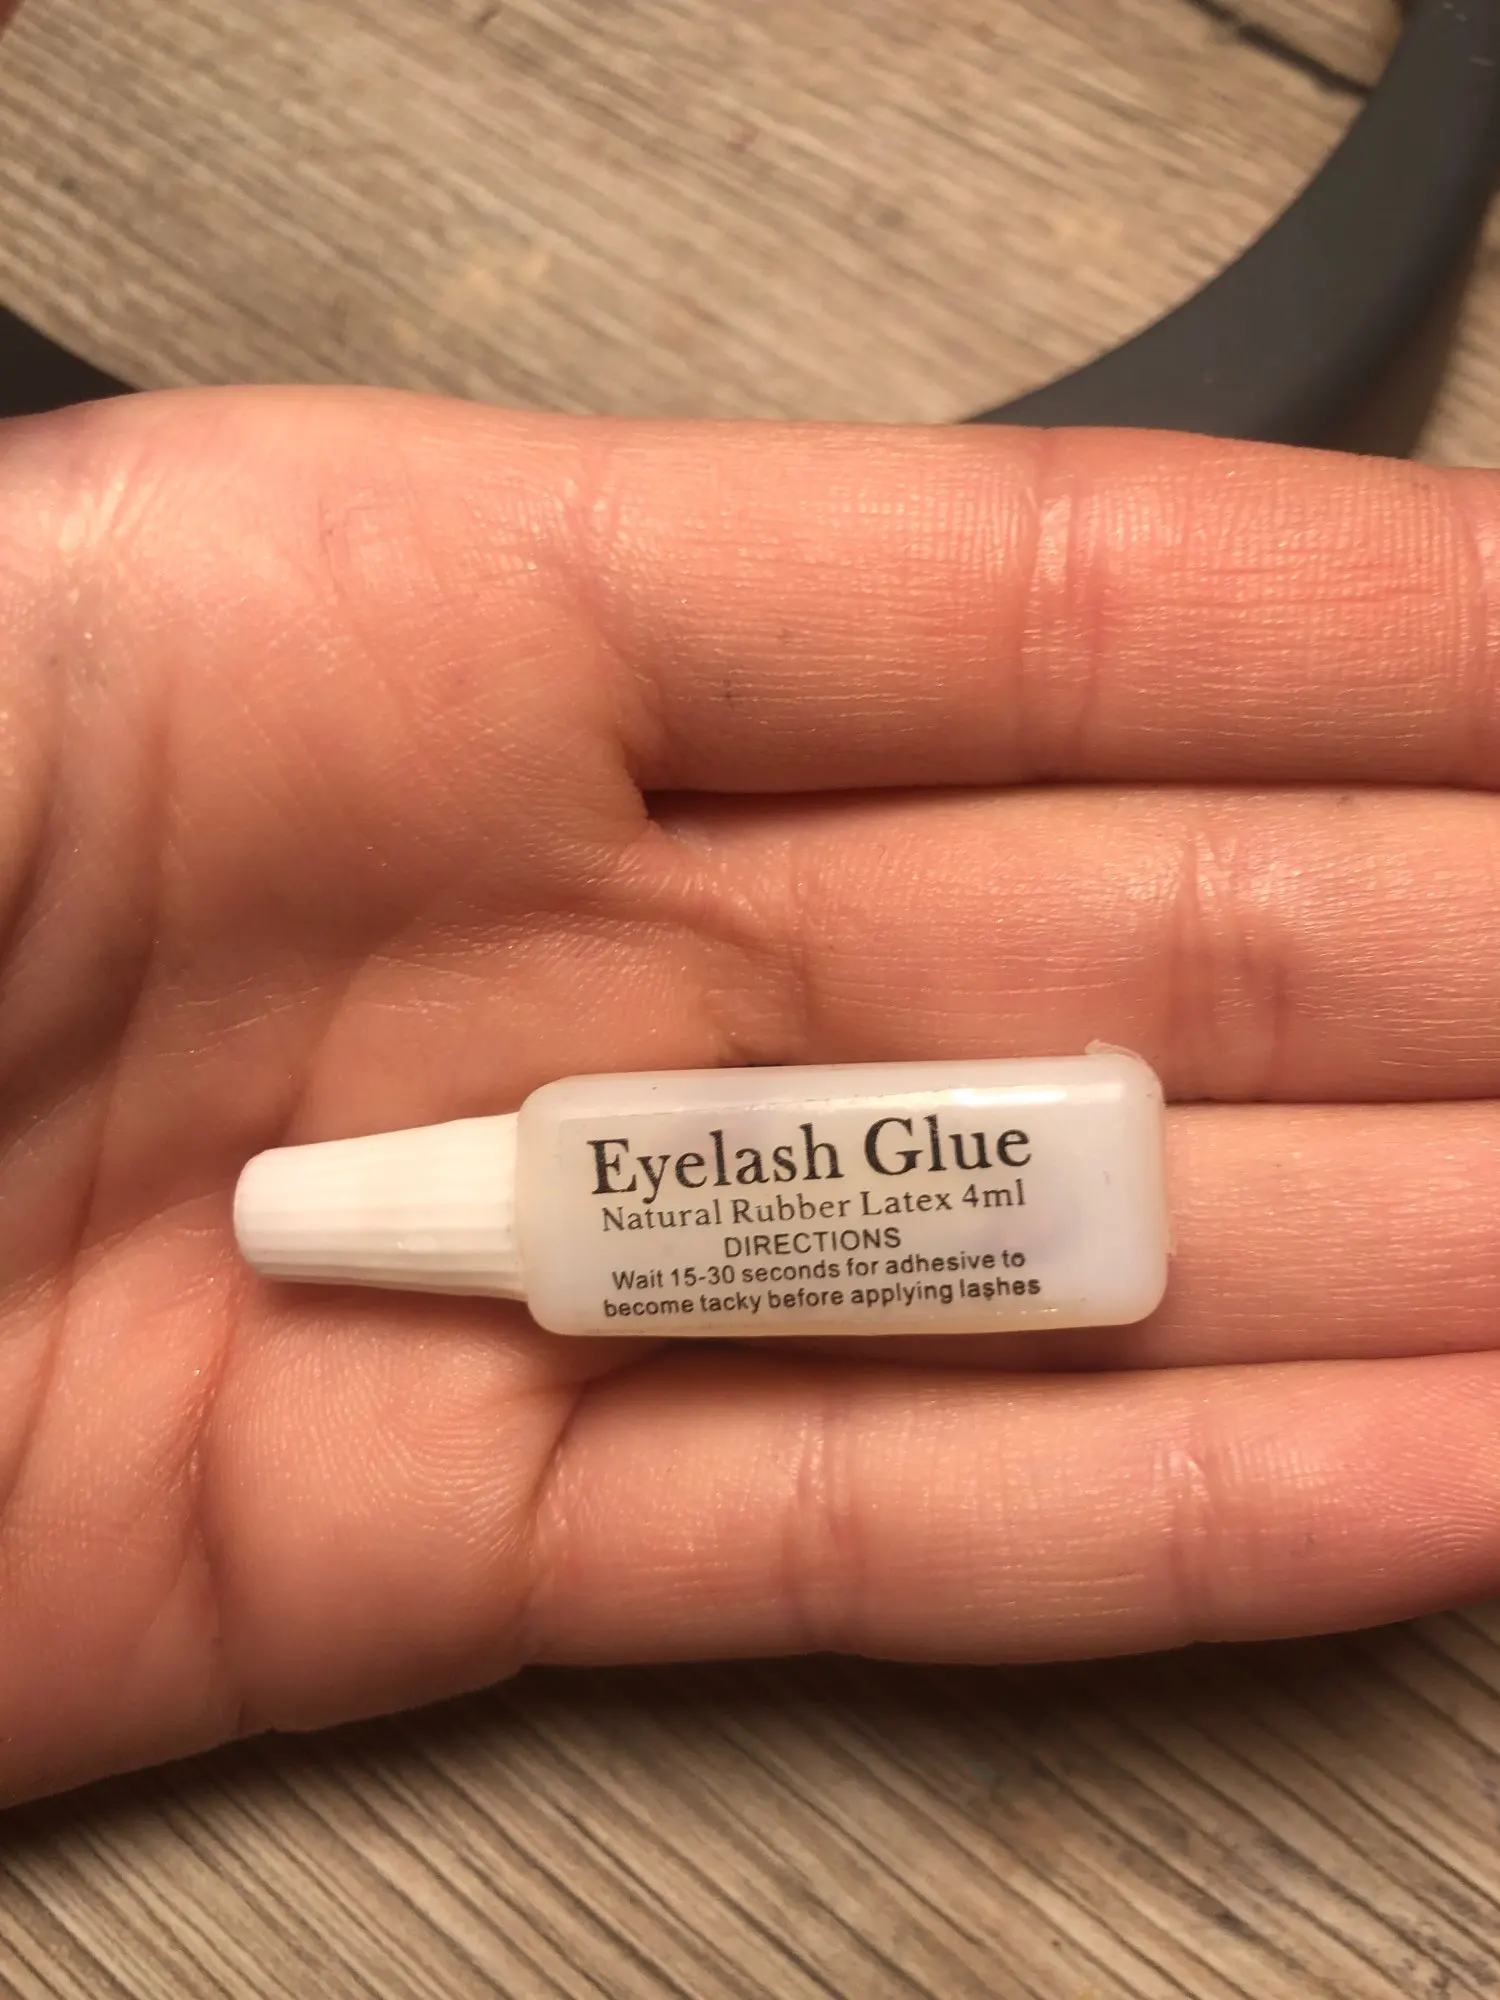 Eyelash Glue
Natural Rubber Latex 4ml
DIRECTIONS
Wait 15-30 seconds for adhesive to
become tacky before applying lashes